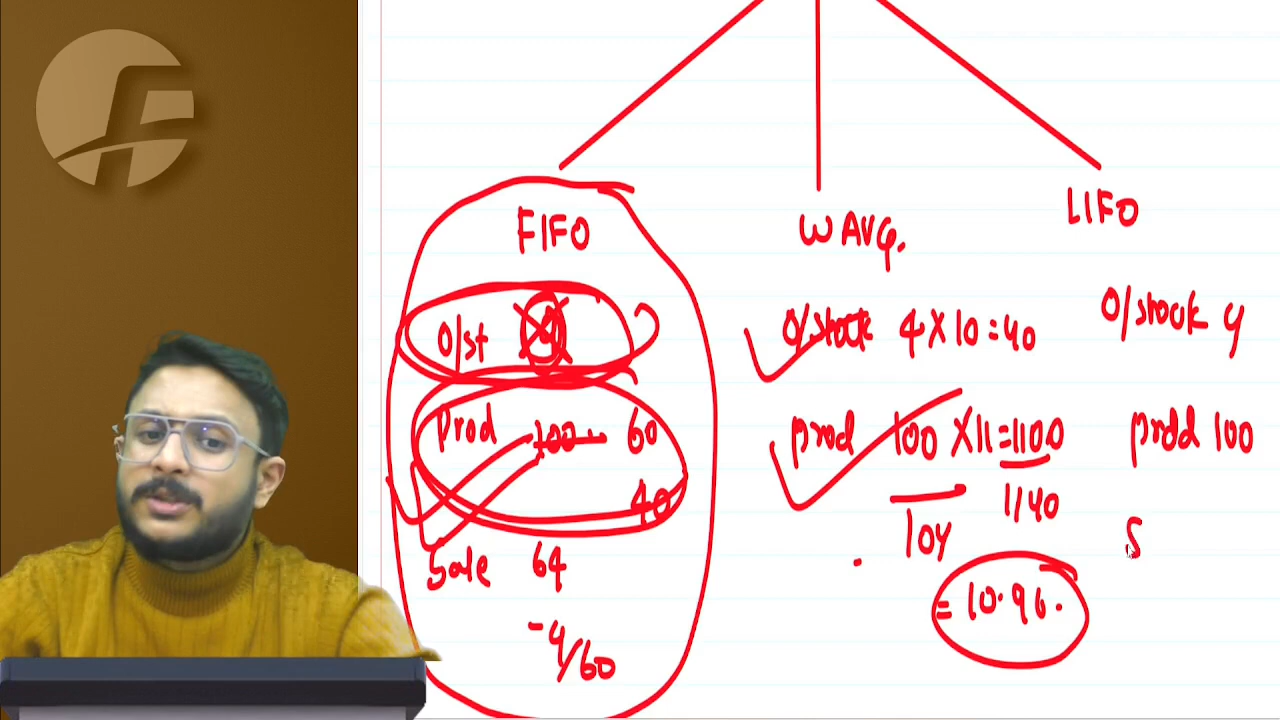 FIFO
O/st 4
Prod 100 60
40
Sale 64
-4/60
W AVG.
O/stock 4 X 10 = 40
prod 100 X 11 = 1100
104 1140
= 10.96.
LIFO
O/stock 4
prod 100
S